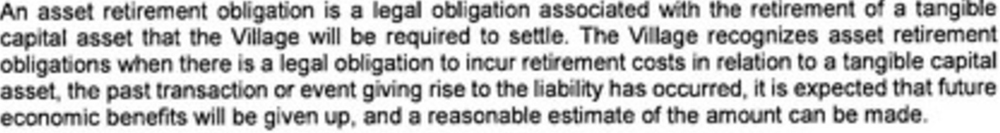 An asset retirement obligation is a legal obligation associated with the retirement of a tangible
capital asset that the Village will be required to settle. The Village recognizes asset retirement
obligations when there is a legal obligation to incur retirement costs in relation to a tangible capital
asset, the past transaction or event giving rise to the liability has occurred, it is expected that future
economic benefits will be given up, and a reasonable estimate of the amount can be made.